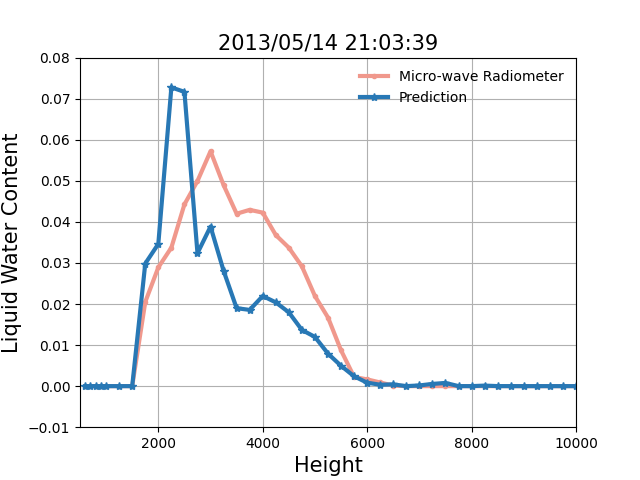 2013/05/14 21:03:39
Micro-wave Radiometer
Prediction
Liquid Water Content
0.08
0.07
0.06
0.05
0.04
0.03
0.02
0.01
0.00
−0.01
2000 4000 6000 8000 10000
Height